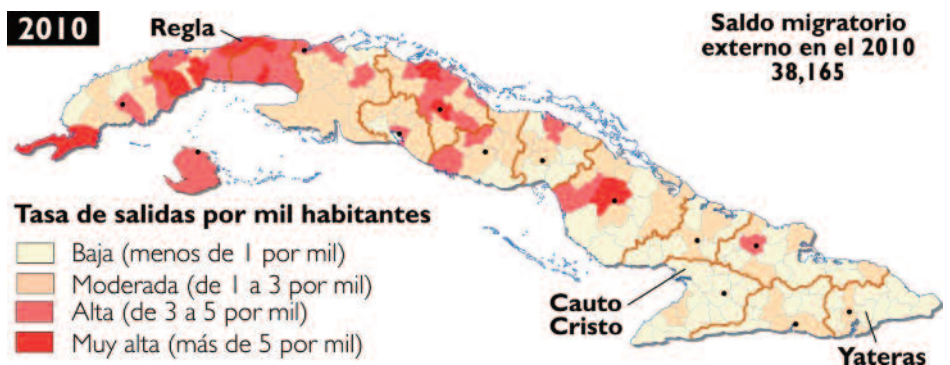 2010
Regla
Saldo migratorio
externo en el 2010
38,165
Tasa de salidas por mil habitantes
Baja (menos de 1 por mil)
Moderada (de 1 a 3 por mil)
Alta (de 3 a 5 por mil)
Muy alta (más de 5 por mil)
Cauto
Cristo
Yateras